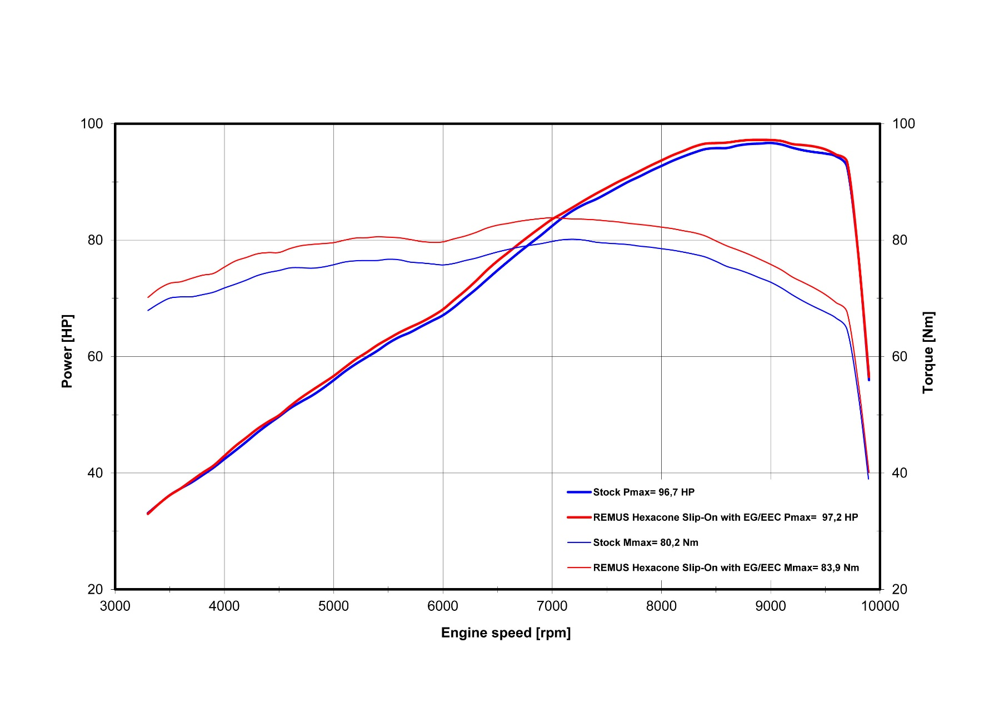 100
100
80
80
60
60
40
40
20
20
Power [HP]
Torque [Nm]
Stock Pmax= 96,7 HP
REMUS Hexacone Slip-On with EG/EEC Pmax=  97,2 HP
Stock Mmax= 80,2 Nm
REMUS Hexacone Slip-On with EG/EEC Mmax= 83,9 Nm
3000 4000 5000 6000 7000 8000 9000 10000
Engine speed [rpm]